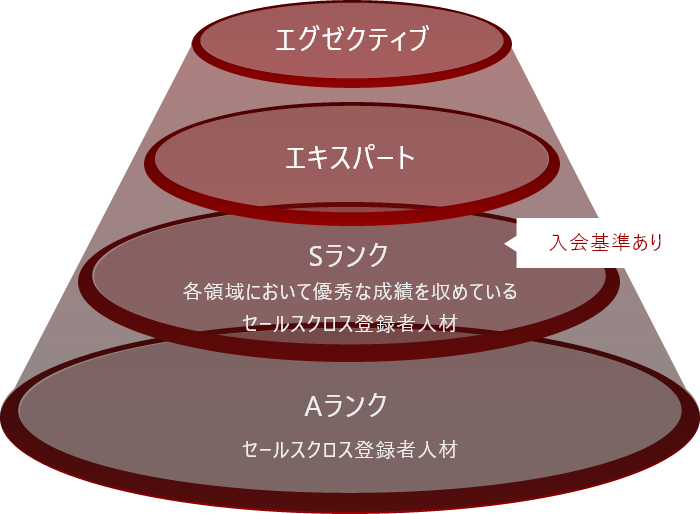 エグゼクティブ
エキスパート
入会基準あり
Sランク
各領域において優秀な成績を収めている
セールスクロス登録者人材
Aランク
セールスクロス登録者人材